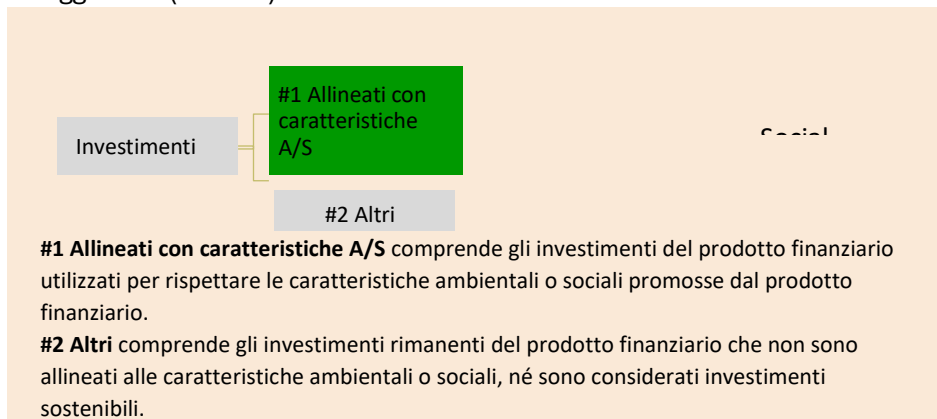 #1 Allineati con
caratteristiche
A/S
Investimenti
#2 Altri
#1 Allineati con caratteristiche A/S comprende gli investimenti del prodotto finanziario
utilizzati per rispettare le caratteristiche ambientali o sociali promosse dal prodotto
finanziario.
#2 Altri comprende gli investimenti rimanenti del prodotto finanziario che non sono
allineati alle caratteristiche ambientali o sociali, né sono considerati investimenti
sostenibili.